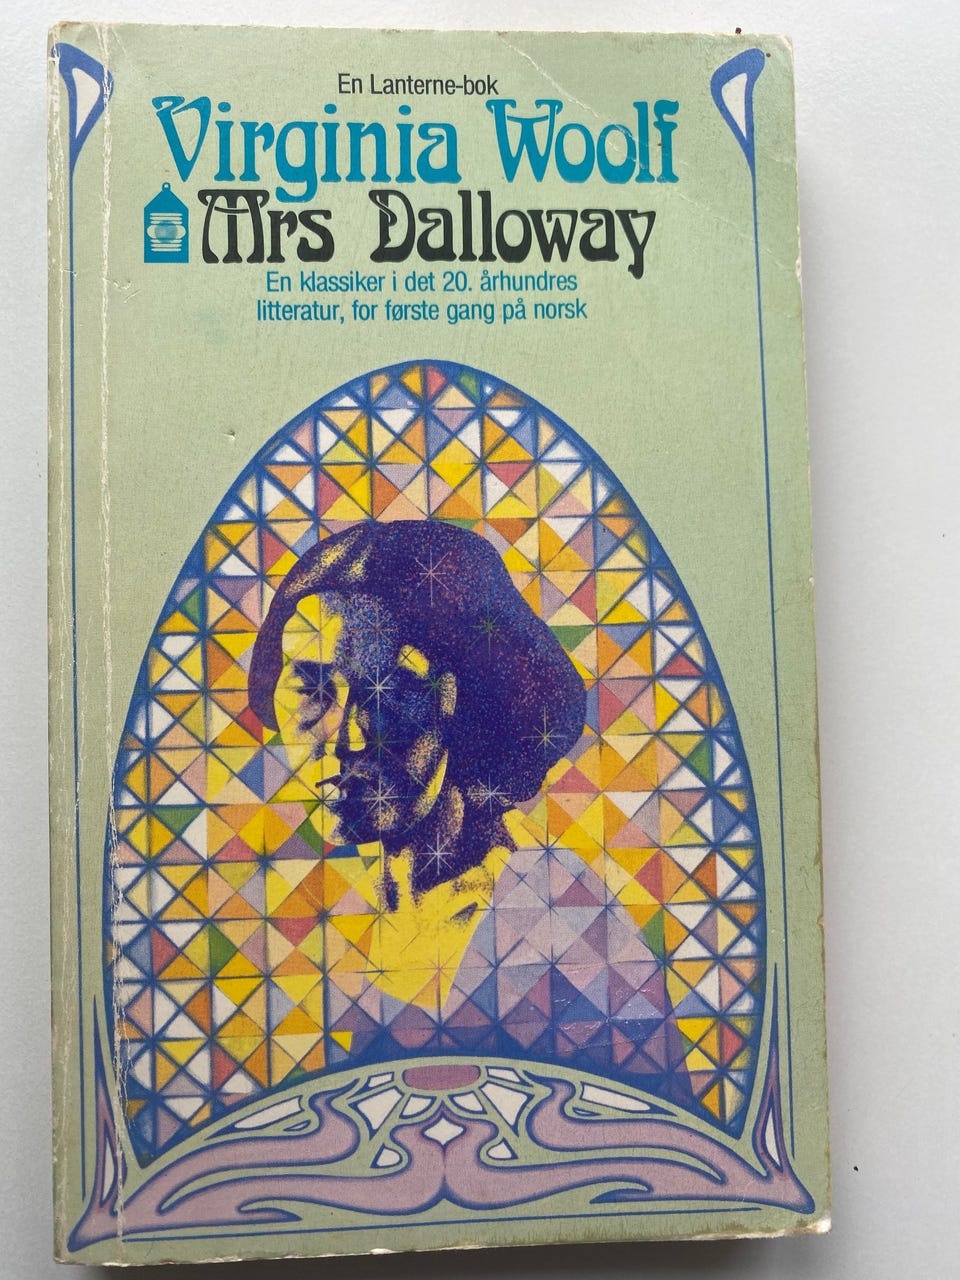 En Lanterne-bok
Virginia Woolf
Mrs Dalloway
En klassiker i det 20. århundres
litteratur, for første gang på norsk